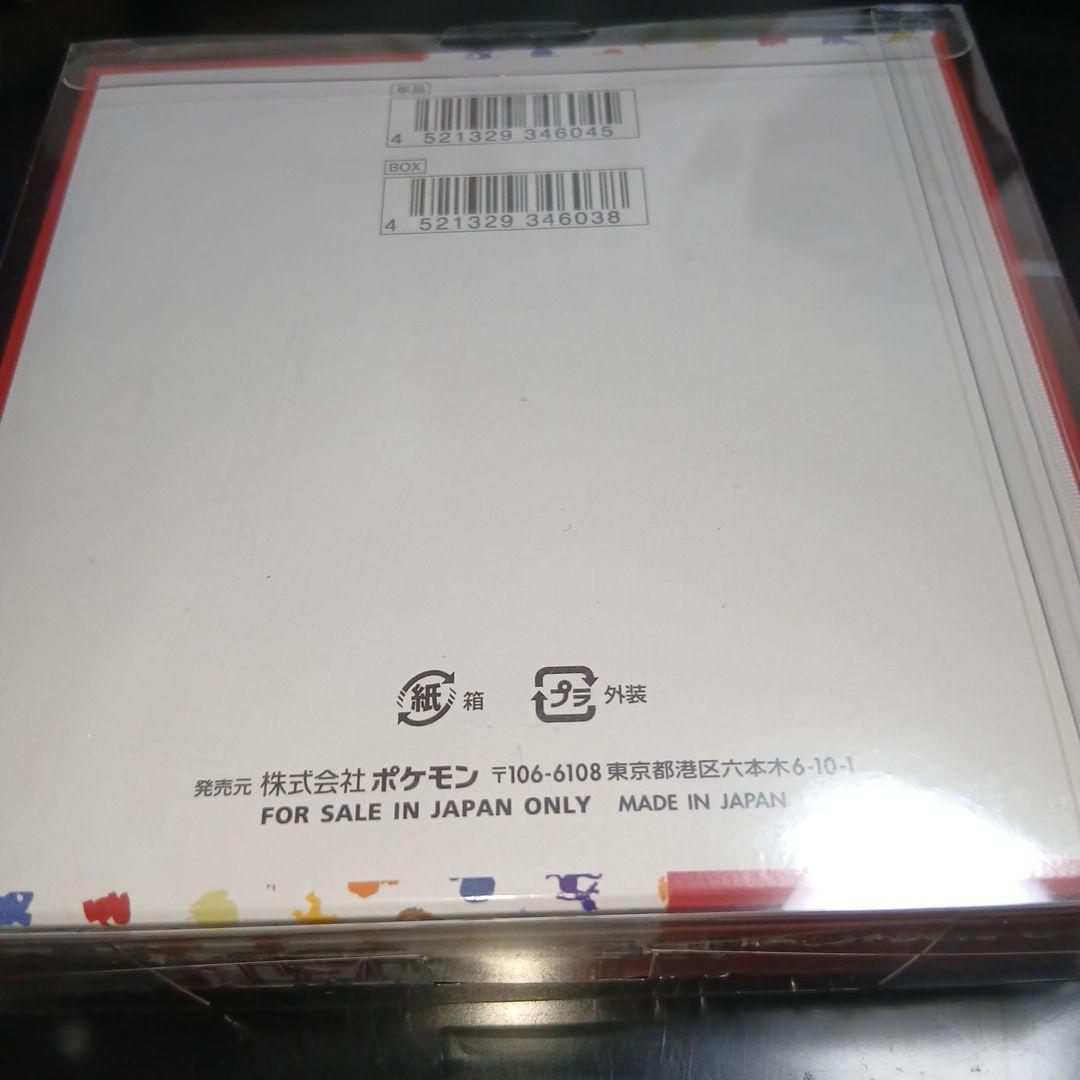 単品
4 521329 346045
BOX
4 521329 346038
紙 箱 プラ 外装
発売元 株式会社ポケモン 〒106-6108 東京都港区六本木6-10-1
FOR SALE IN JAPAN ONLY MADE IN JAPAN